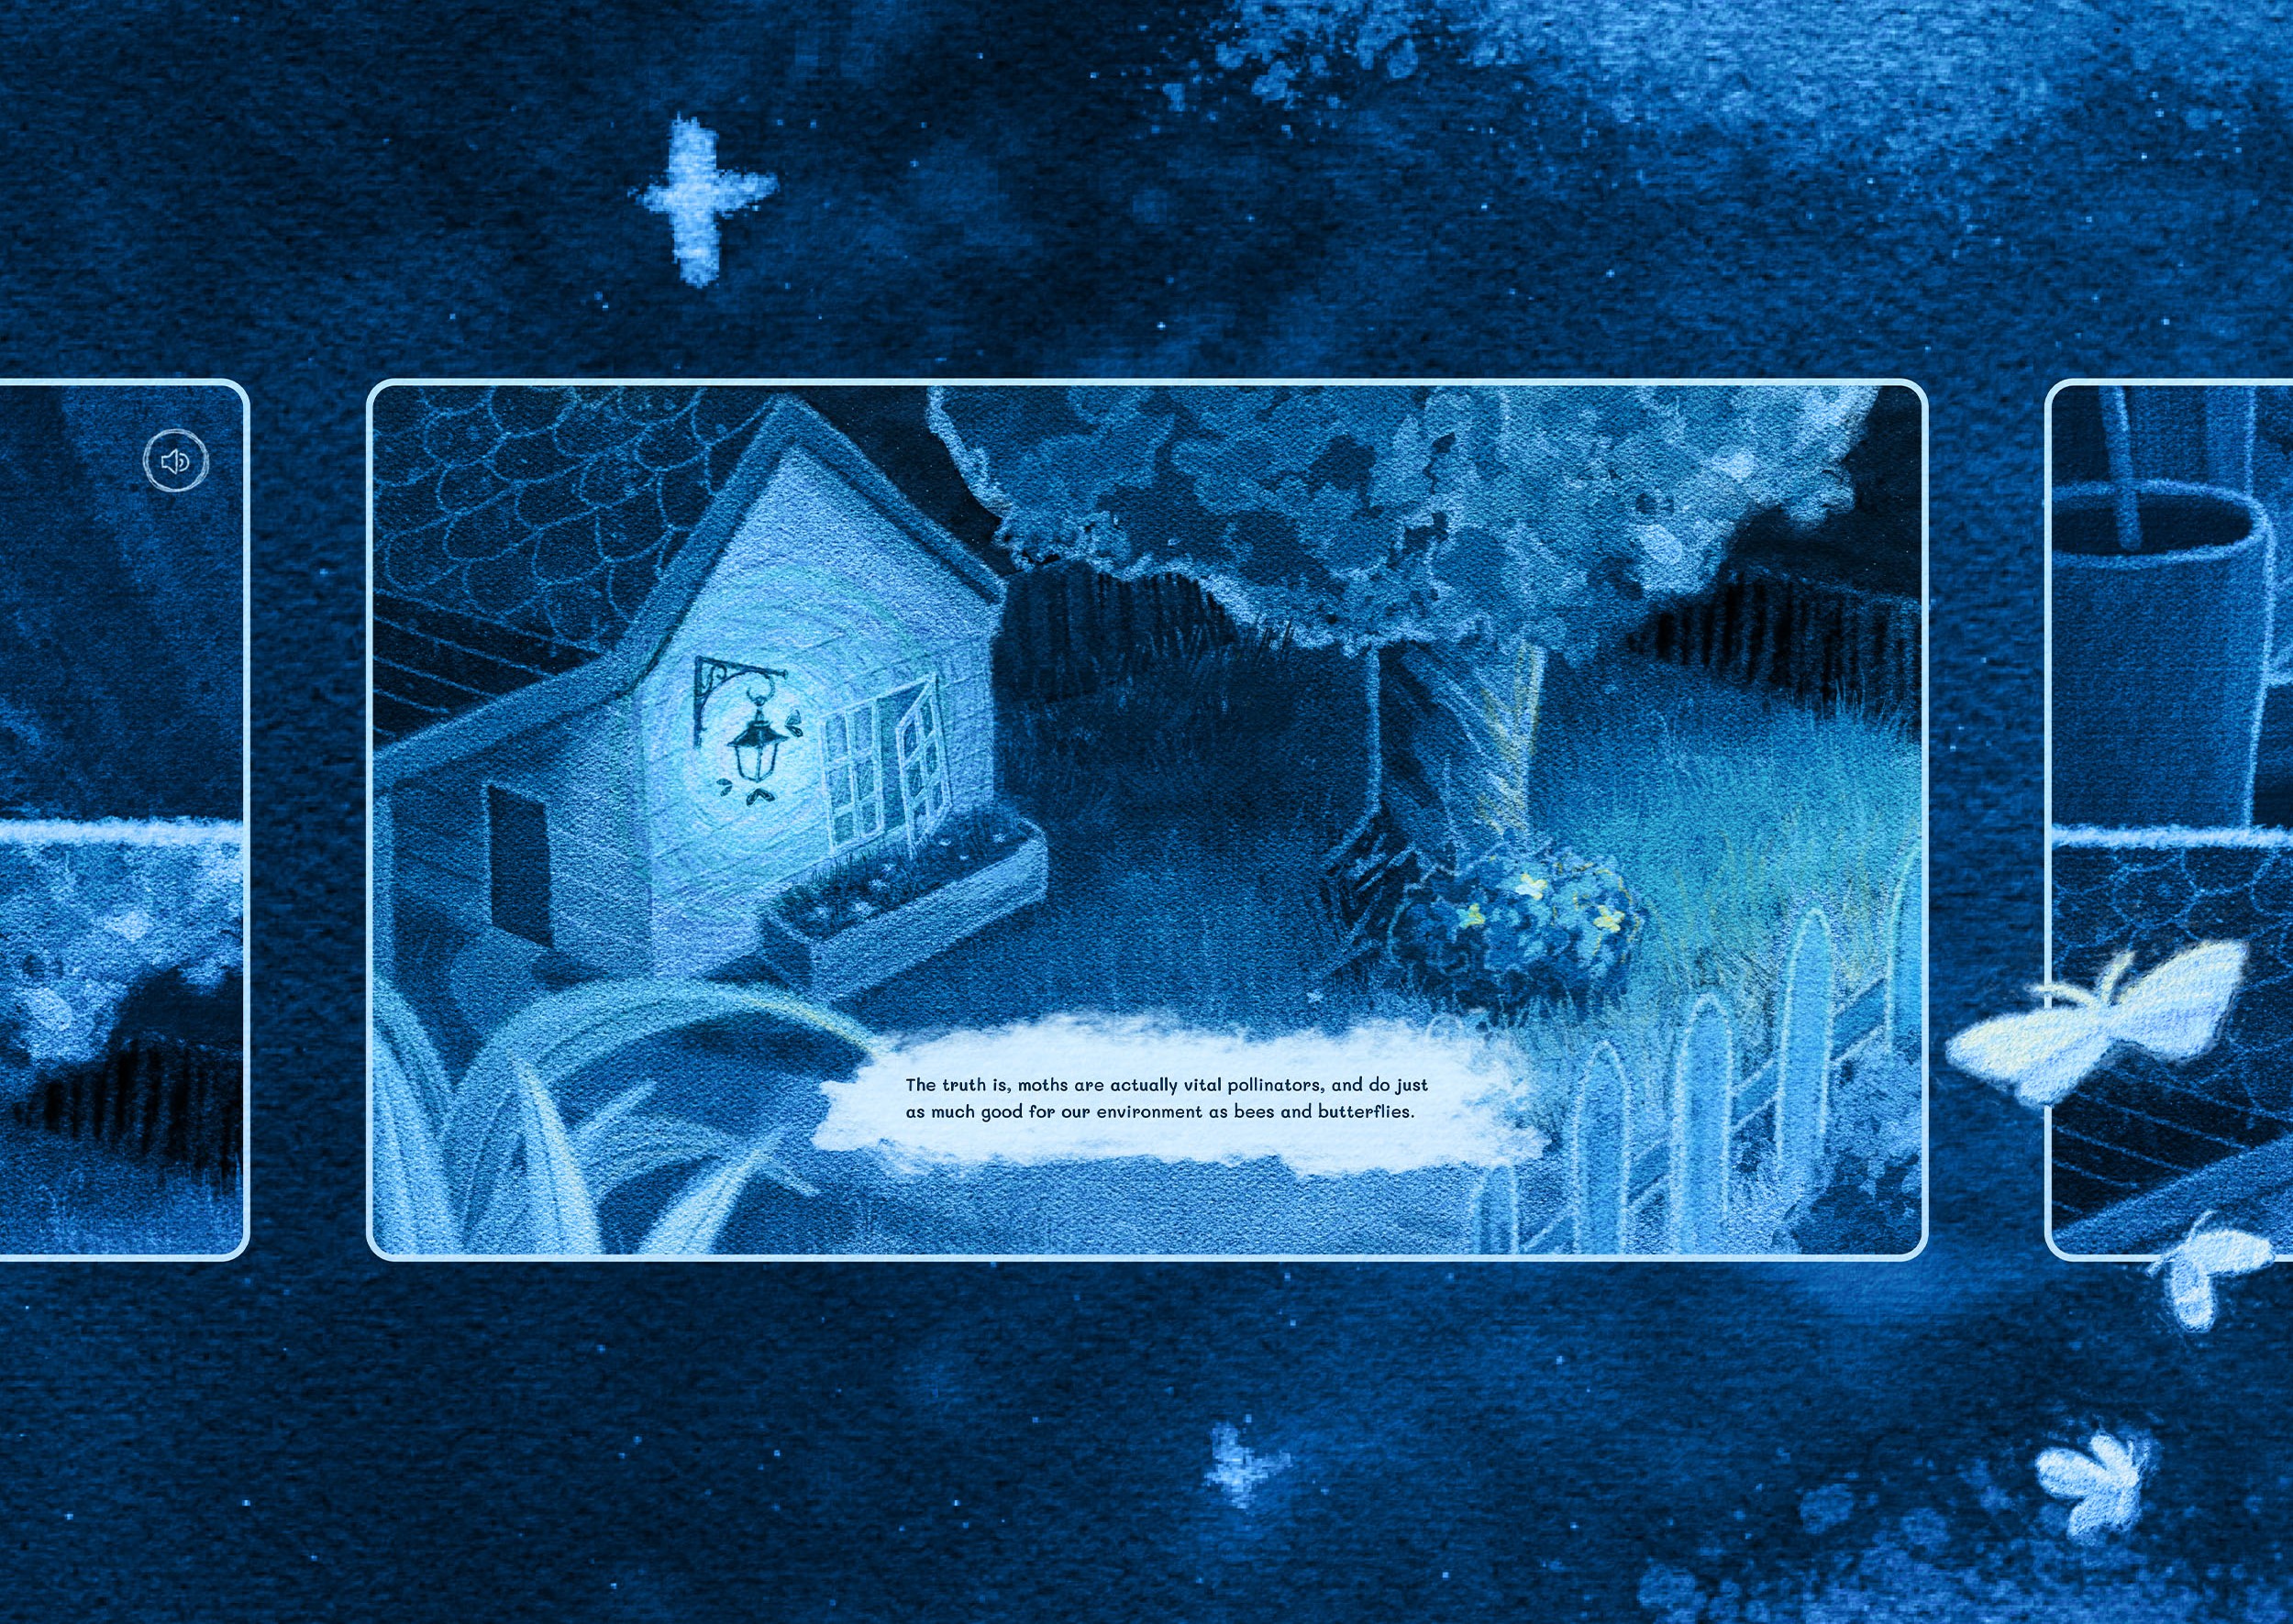 The truth is, moths are actually vital pollinators, and do just
as much good for our environment as bees and butterflies.